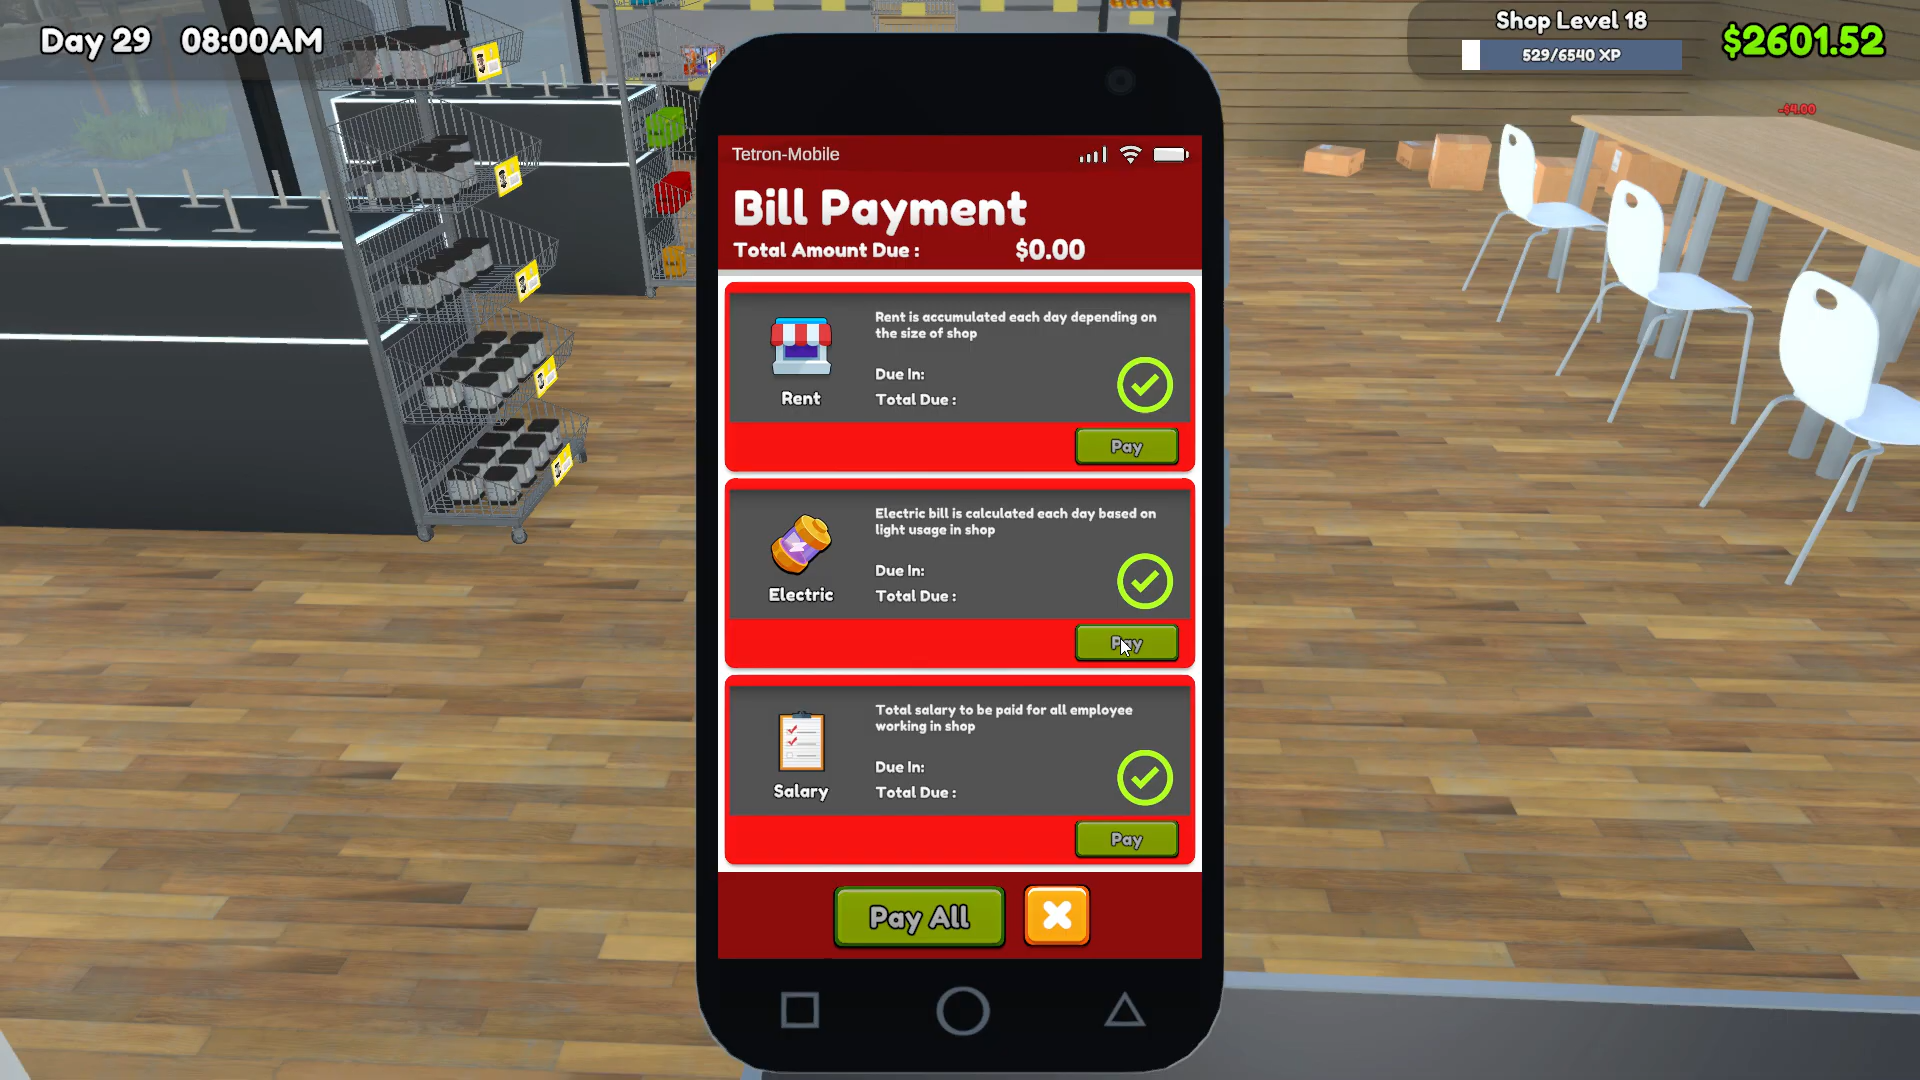 Day 29 08:00AM
Shop Level 18
529/6540 XP
$2601.52
-$4.00
Tetron-Mobile
Bill Payment
Total Amount Due : $0.00
Rent is accumulated each day depending on
the size of shop
Due In:
Total Due :
Rent
Pay
Electric bill is calculated each day based on
light usage in shop
Due In:
Total Due :
Electric
Pay
Total salary to be paid for all employee
working in shop
Due In:
Total Due :
Salary
Pay
Pay All